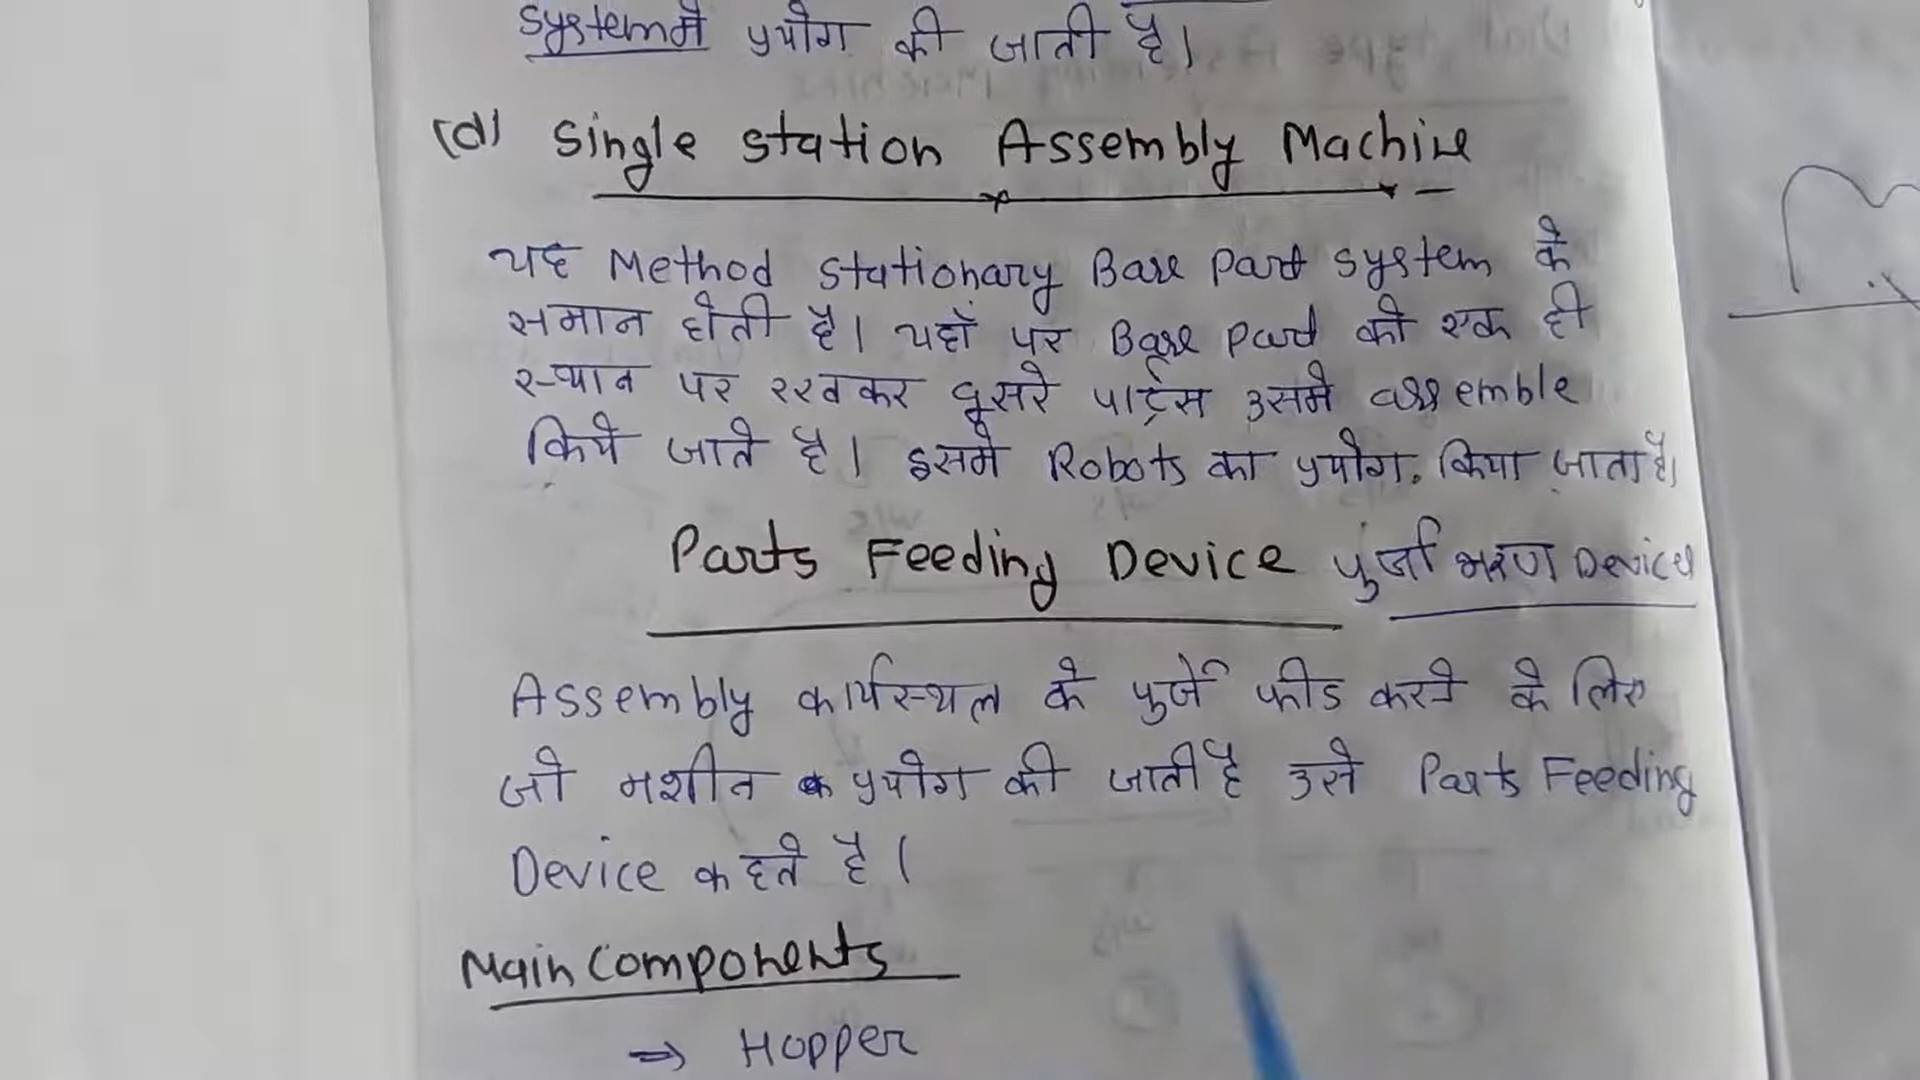 systemमे प्रयोग की जाती है।
(d) Single Station Assembly Machine
यह Method Stationary Base Part System के
समान होती है। यहाँ पर Base Part को एक ही
स्थान पर रखकर दूसरे पार्ट्स उसमे assemble
किये जाते है। इसमे Robots का प्रयोग किया जाता है।
Parts Feeding Device पुर्जा भरण Device
Assembly कार्यस्थल के पुर्जे फीड करने के लिए
जो मशीन प्रयोग की जाती है उसे Parts Feeding
Device कहते है।
Main Components
⇒ Hopper